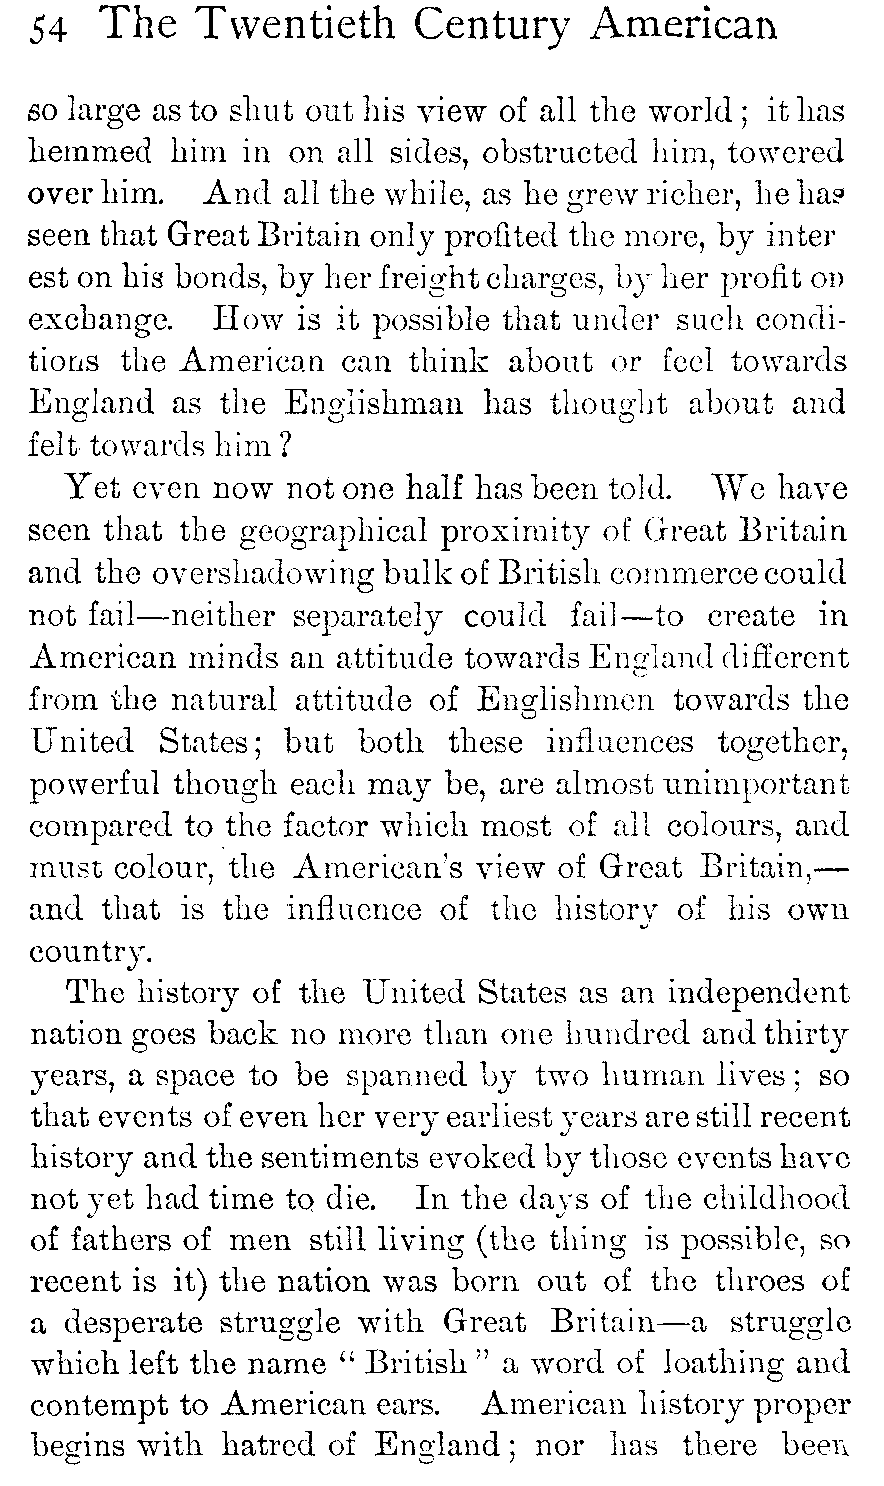 54 The Twentieth Century American
so large as to shut out his view of all the world; it has
hemmed him in on all sides, obstructed him, towered
over him. And all the while, as he grew richer, he has
seen that Great Britain only profited the more, by inter
est on his bonds, by her freight charges, by her profit on
exchange. How is it possible that under such condi-
tions the American can think about or feel towards
England as the Englishman has thought about and
felt towards him?
Yet even now not one half has been told. We have
seen that the geographical proximity of Great Britain
and the overshadowing bulk of British commerce could
not fail—neither separately could fail—to create in
American minds an attitude towards England different
from the natural attitude of Englishmen towards the
United States; but both these influences together,
powerful though each may be, are almost unimportant
compared to the factor which most of all colours, and
must colour, the American's view of Great Britain,—
and that is the influence of the history of his own
country.
The history of the United States as an independent
nation goes back no more than one hundred and thirty
years, a space to be spanned by two human lives; so
that events of even her very earliest years are still recent
history and the sentiments evoked by those events have
not yet had time to die. In the days of the childhood
of fathers of men still living (the thing is possible, so
recent is it) the nation was born out of the throes of
a desperate struggle with Great Britain—a struggle
which left the name "British" a word of loathing and
contempt to American ears. American history proper
begins with hatred of England; nor has there been